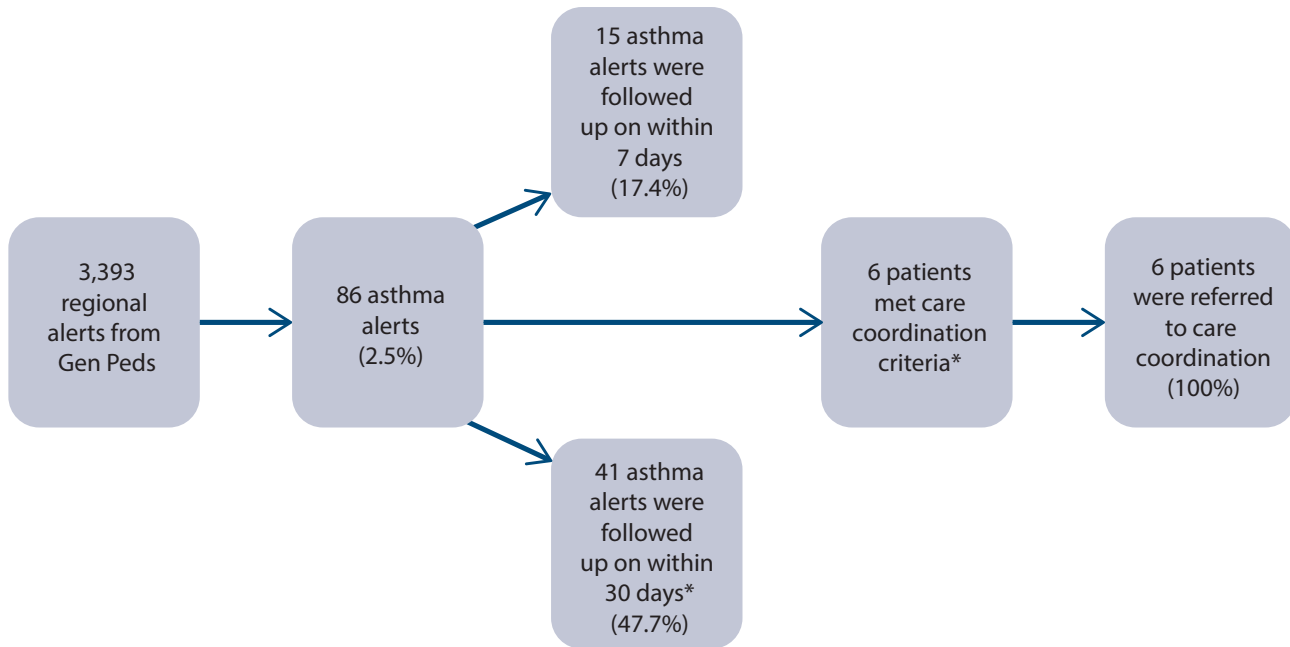 3,393
regional
alerts from
Gen Peds
86 asthma
alerts
(2.5%)
15 asthma
alerts were
followed
up on within
7 days
(17.4%)
41 asthma
alerts were
followed
up on within
30 days*
(47.7%)
6 patients
met care
coordination
criteria*
6 patients
were referred
to care
coordination
(100%)